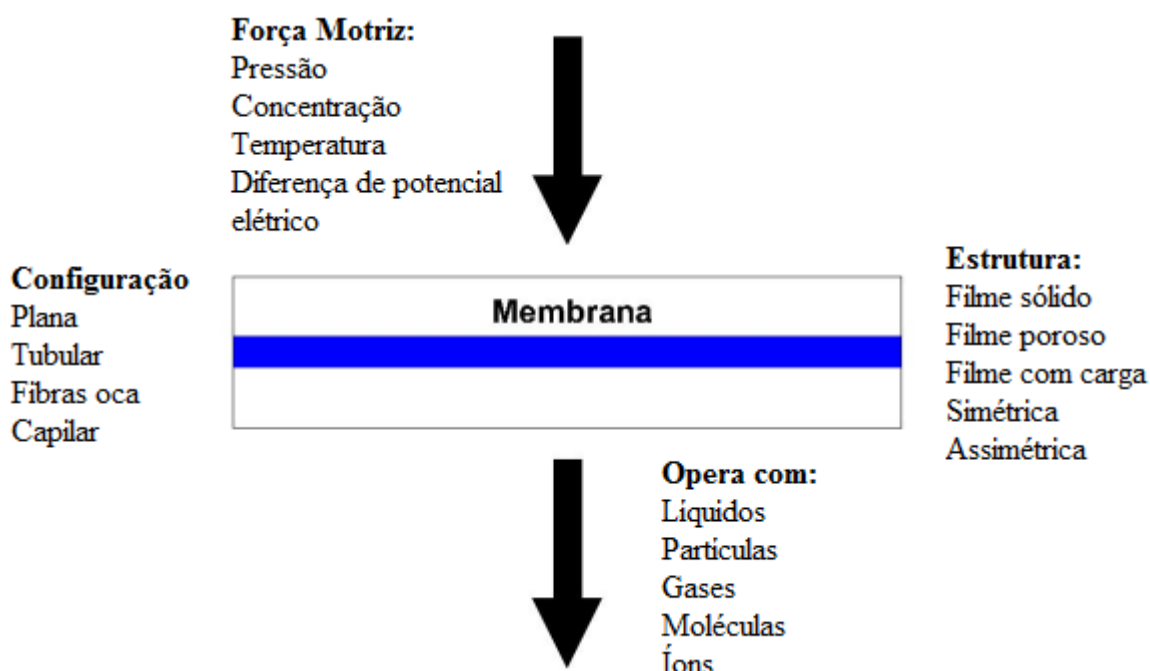 Força Motriz:
Pressão
Concentração
Temperatura
Diferença de potencial
elétrico
Configuração
Plana
Tubular
Fibras oca
Capilar
Membrana
Estrutura:
Filme sólido
Filme poroso
Filme com carga
Simétrica
Assimétrica
Opera com:
Líquidos
Partículas
Gases
Moléculas
Íons